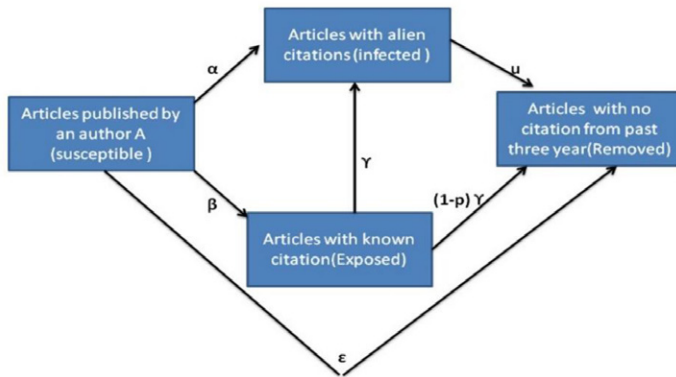 Articles with alien
citations(infected )
α
μ
Articles published by
an author A
(susceptible )
Articles with no
citation from past
three year(Removed)
ϒ
β
(1-p) ϒ
Articles with known
citation(Exposed)
ε